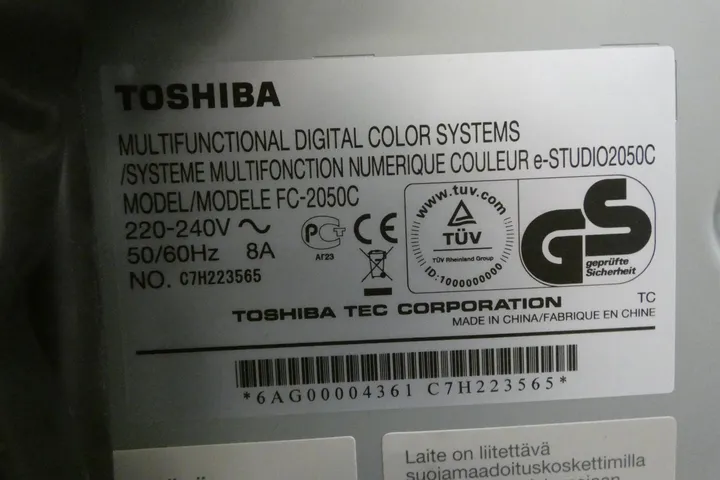 TOSHIBA
MULTIFUNCTIONAL DIGITAL COLOR SYSTEMS
/SYSTEME MULTIFONCTION NUMERIQUE COULEUR e-STUDIO2050C
MODEL/MODELE FC-2050C
220-240V ~
50/60Hz 8A
NO. C7H223565
РСТ
АГ23
CE
www.tuv.com
TÜV
TÜV Rheinland Group
ID:1000000000
GS
geprüfte
Sicherheit
TOSHIBA TEC CORPORATION
TC
MADE IN CHINA/FABRIQUE EN CHINE
*6AG00004361 C7H223565*
Laite on liitettävä
suojamaadoituskoskettimilla